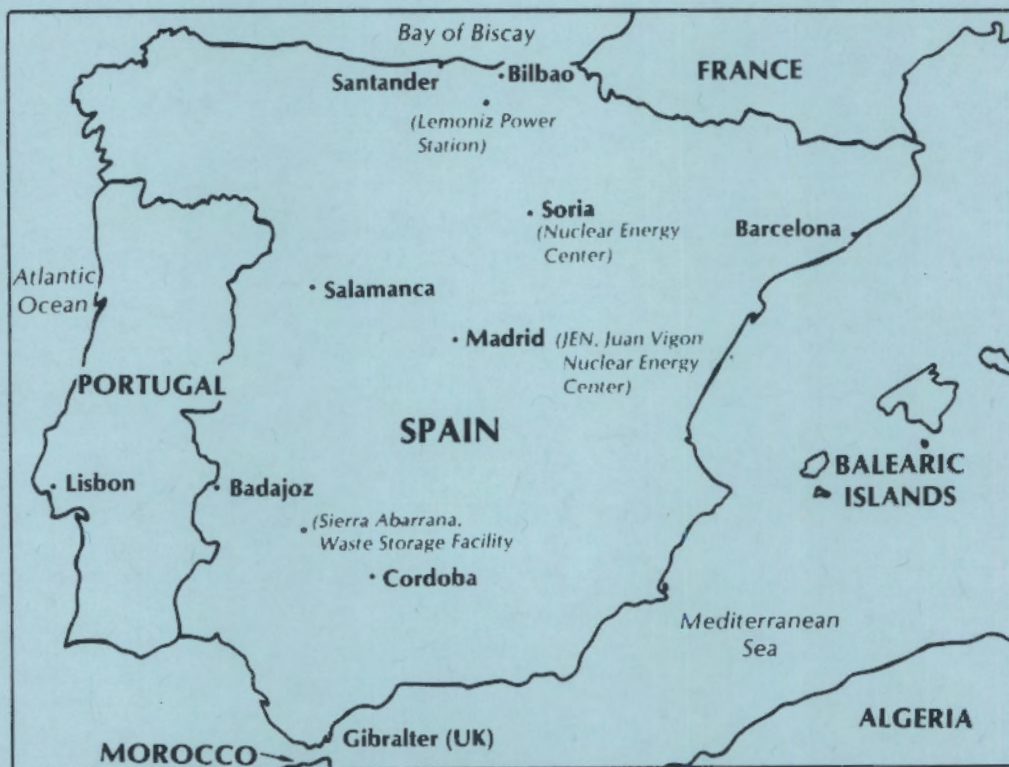 Bay of Biscay
Santander
Bilbao
FRANCE
(Lemoniz Power
Station)
Soria
(Nuclear Energy
Center)
Barcelona
Atlantic
Ocean
Salamanca
Madrid (JEN, Juan Vigon
Nuclear Energy
Center)
PORTUGAL
SPAIN
BALEARIC
ISLANDS
Lisbon
Badajoz
(Sierra Abarrana,
Waste Storage Facility
Cordoba
Mediterranean
Sea
ALGERIA
Gibralter (UK)
MOROCCO